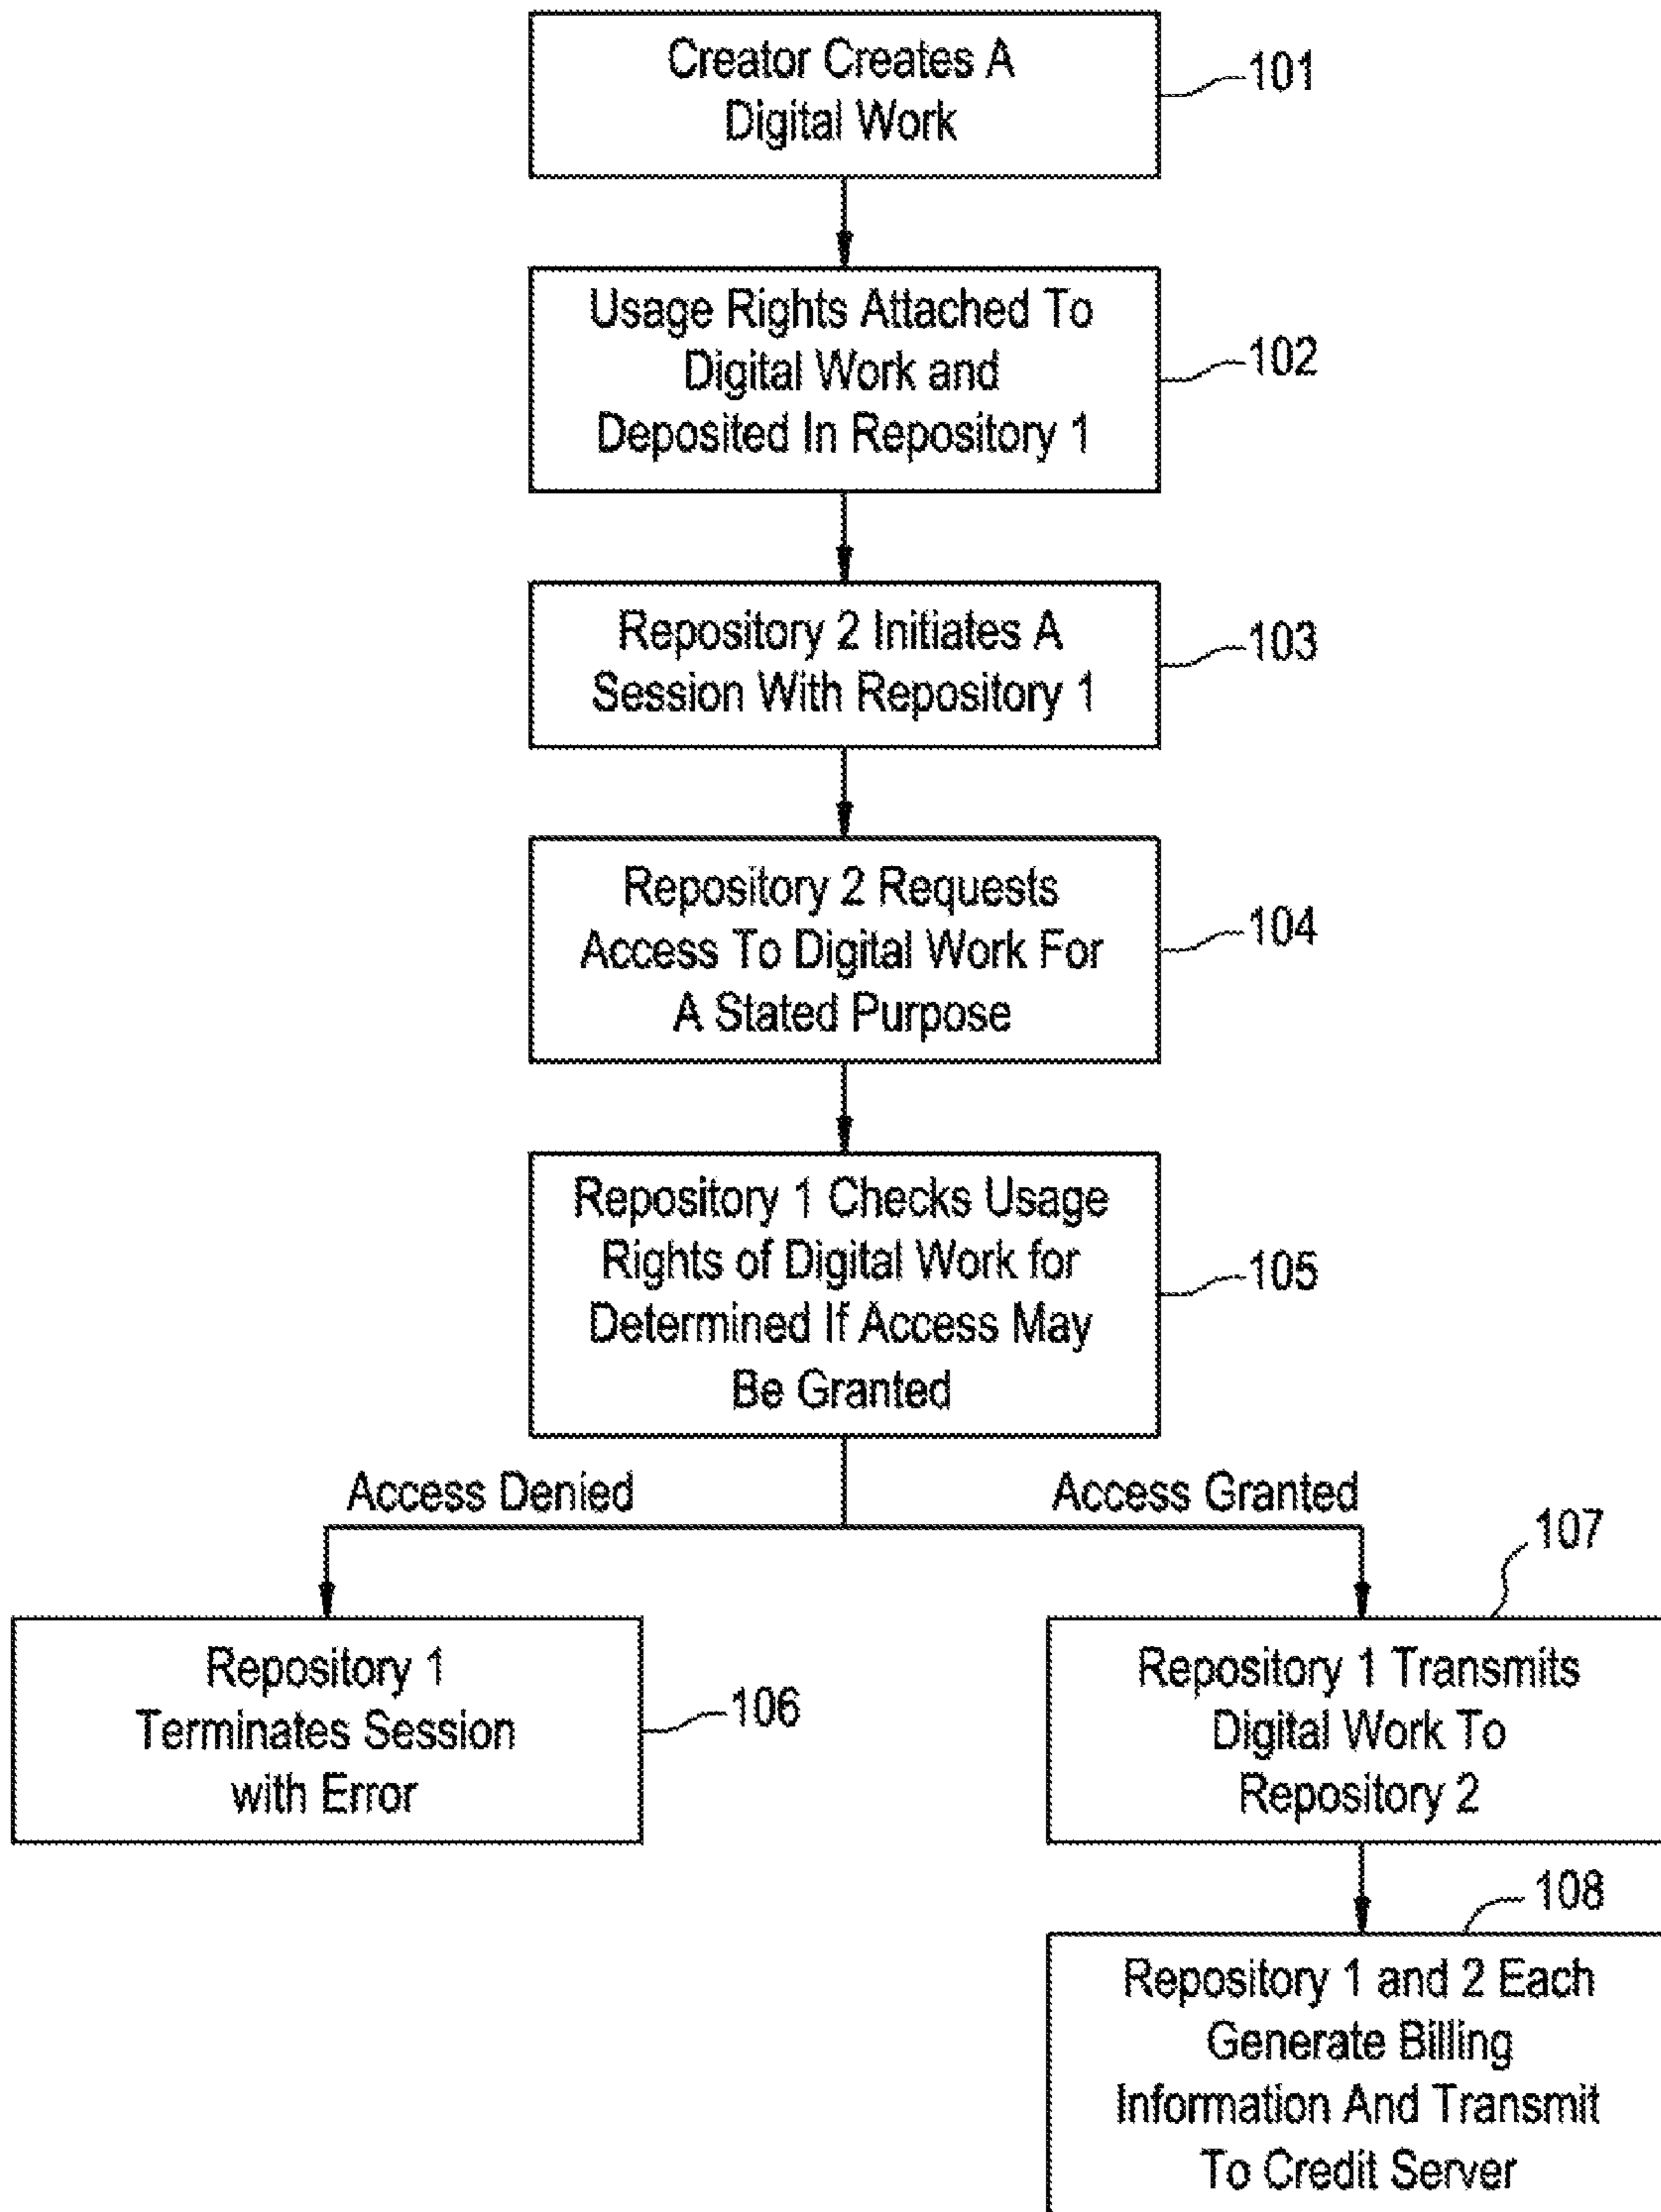 Creator Creates A
Digital Work
101
Usage Rights Attached To
Digital Work and
Deposited In Repository 1
102
Repository 2 Initiates A
Session With Repository 1
103
Repository 2 Requests
Access To Digital Work For
A Stated Purpose
104
Repository 1 Checks Usage
Rights of Digital Work for
Determined If Access May
Be Granted
105
Access Denied
Access Granted
Repository 1
Terminates Session
with Error
106
107
Repository 1 Transmits
Digital Work To
Repository 2
108
Repository 1 and 2 Each
Generate Billing
Information And Transmit
To Credit Server